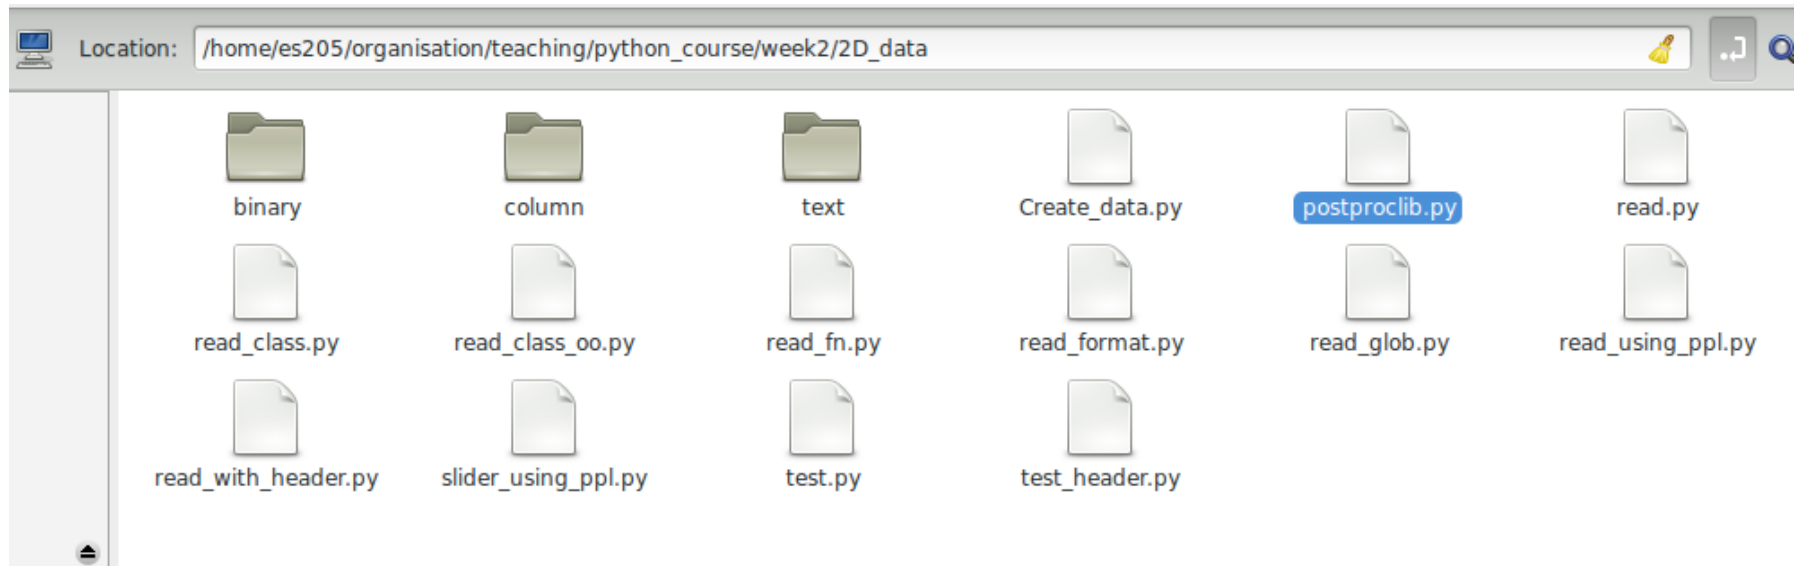 Location: /home/es205/organisation/teaching/python_course/week2/2D_data
binary column text Create_data.py postproclib.py read.py
read_class.py read_class_oo.py read_fn.py read_format.py read_glob.py read_using_ppl.py
read_with_header.py slider_using_ppl.py test.py test_header.py